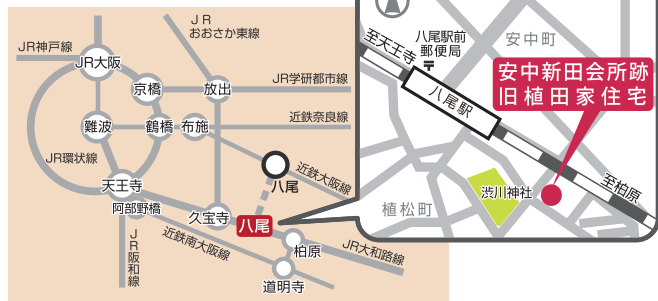 JR神戸線
JR
おおさか東線
JR大阪
京橋
放出
JR学研都市線
難波
鶴橋
布施
近鉄奈良線
JR環状線
近鉄大阪線
八尾
天王寺
阿部野橋
久宝寺
八尾
JR阪和線
近鉄南大阪線
柏原
JR大和路線
道明寺
至天王寺
八尾駅前
郵便局
〒
安中町
八尾駅
安中新田会所跡
旧植田家住宅
至柏原
渋川神社
植松町